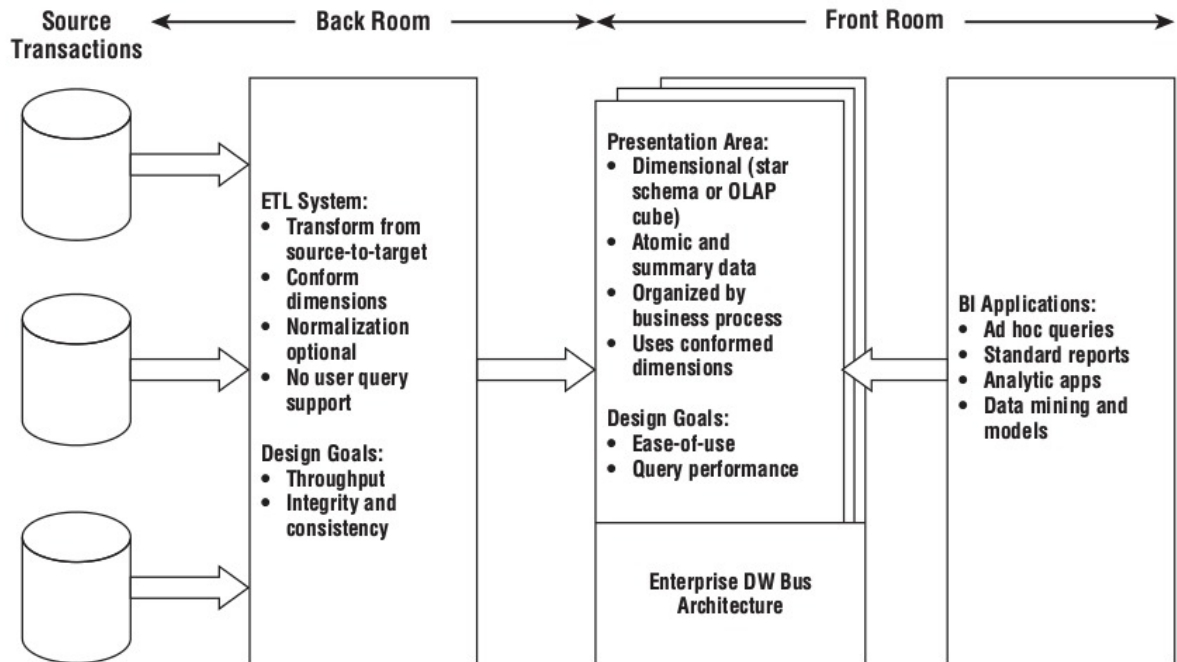 Source
Transactions
Back Room
Front Room
ETL System:
• Transform from
source-to-target
• Conform
dimensions
• Normalization
optional
• No user query
support
Design Goals:
• Throughput
• Integrity and
consistency
Presentation Area:
• Dimensional (star
schema or OLAP
cube)
• Atomic and
summary data
• Organized by
business process
• Uses conformed
dimensions
Design Goals:
• Ease-of-use
• Query performance
Enterprise DW Bus
Architecture
BI Applications:
• Ad hoc queries
• Standard reports
• Analytic apps
• Data mining and
models